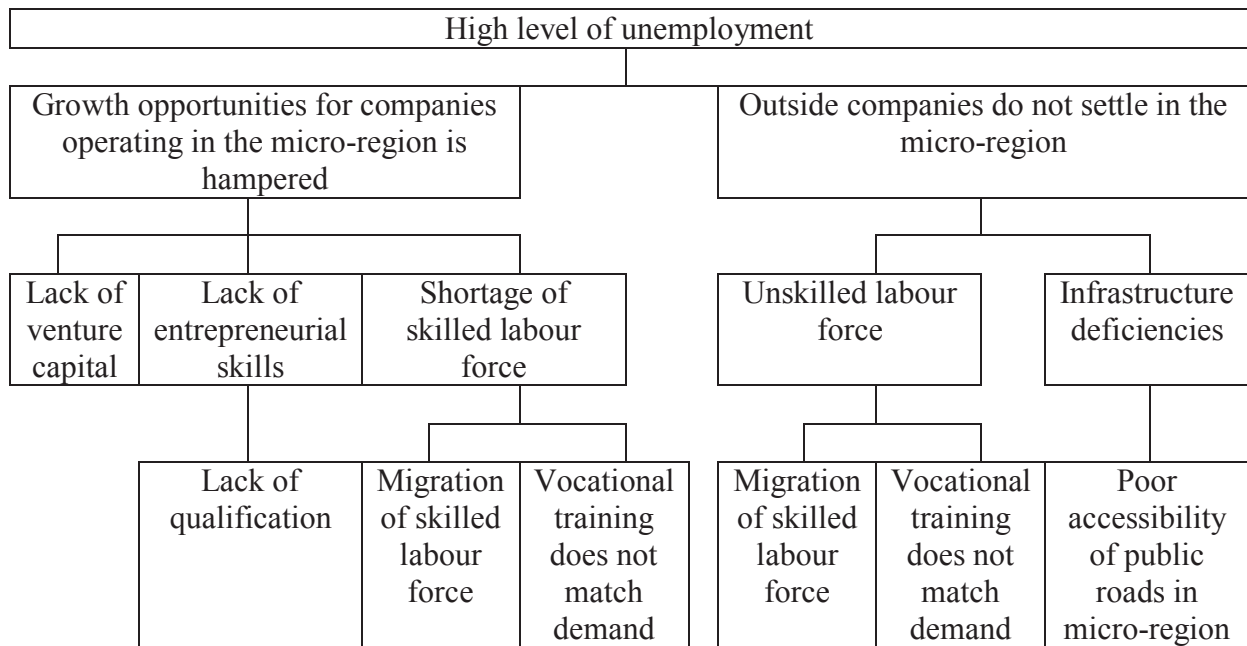 High level of unemployment
Growth opportunities for companies
operating in the micro-region is
hampered
Outside companies do not settle in the
micro-region
Lack of
venture
capital
Lack of
entrepreneurial
skills
Shortage of
skilled labour
force
Unskilled labour
force
Infrastructure
deficiencies
Lack of
qualification
Migration
of skilled
labour
force
Vocational
training
does not
match
demand
Migration
of skilled
labour
force
Vocational
training
does not
match
demand
Poor
accessibility
of public
roads in
micro-region